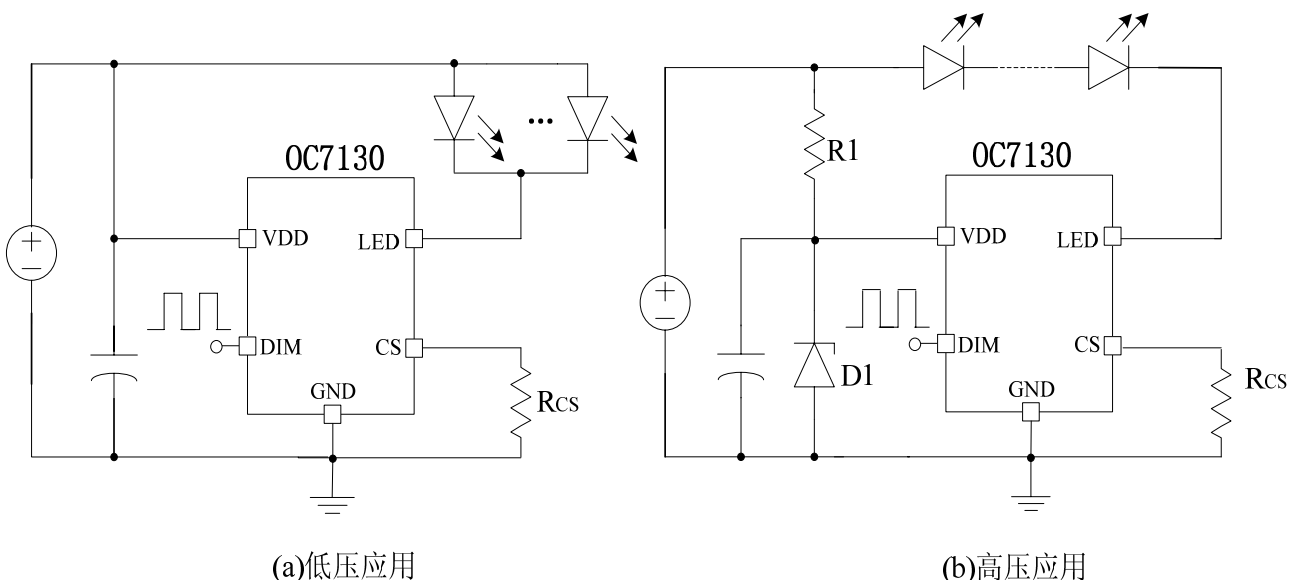 OC7130
VDD
LED
DIM
CS
GND
RCS
+
−
...
(a)低压应用
OC7130
R1
VDD
LED
DIM
CS
D1
GND
RCS
+
−
(b)高压应用